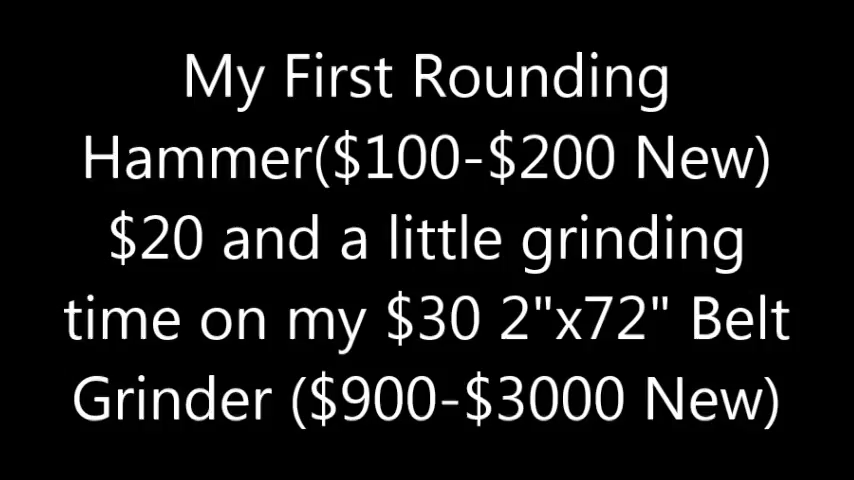 My First Rounding
Hammer($100-$200 New)
$20 and a little grinding
time on my $30 2"x72" Belt
Grinder ($900-$3000 New)